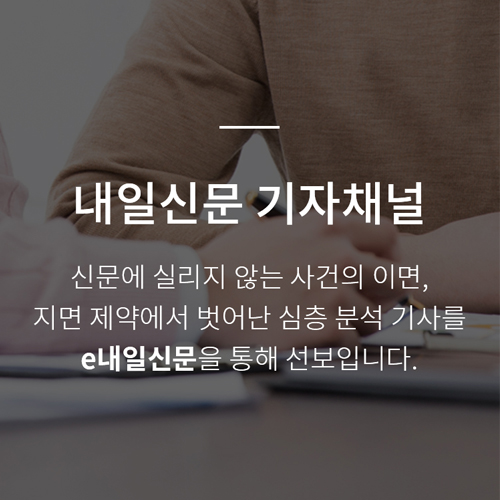 내일신문 기자채널
신문에 실리지 않는 사건의 이면,
지면 제약에서 벗어난 심층 분석 기사를
e내일신문을 통해 선보입니다.